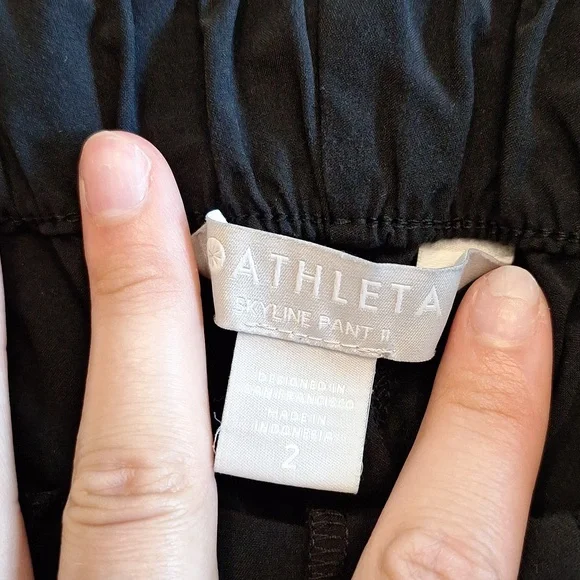 ATHLETA
SKYLINE PANT II
DESIGNED IN
SAN FRANCISCO
MADE IN
INDONESIA
2